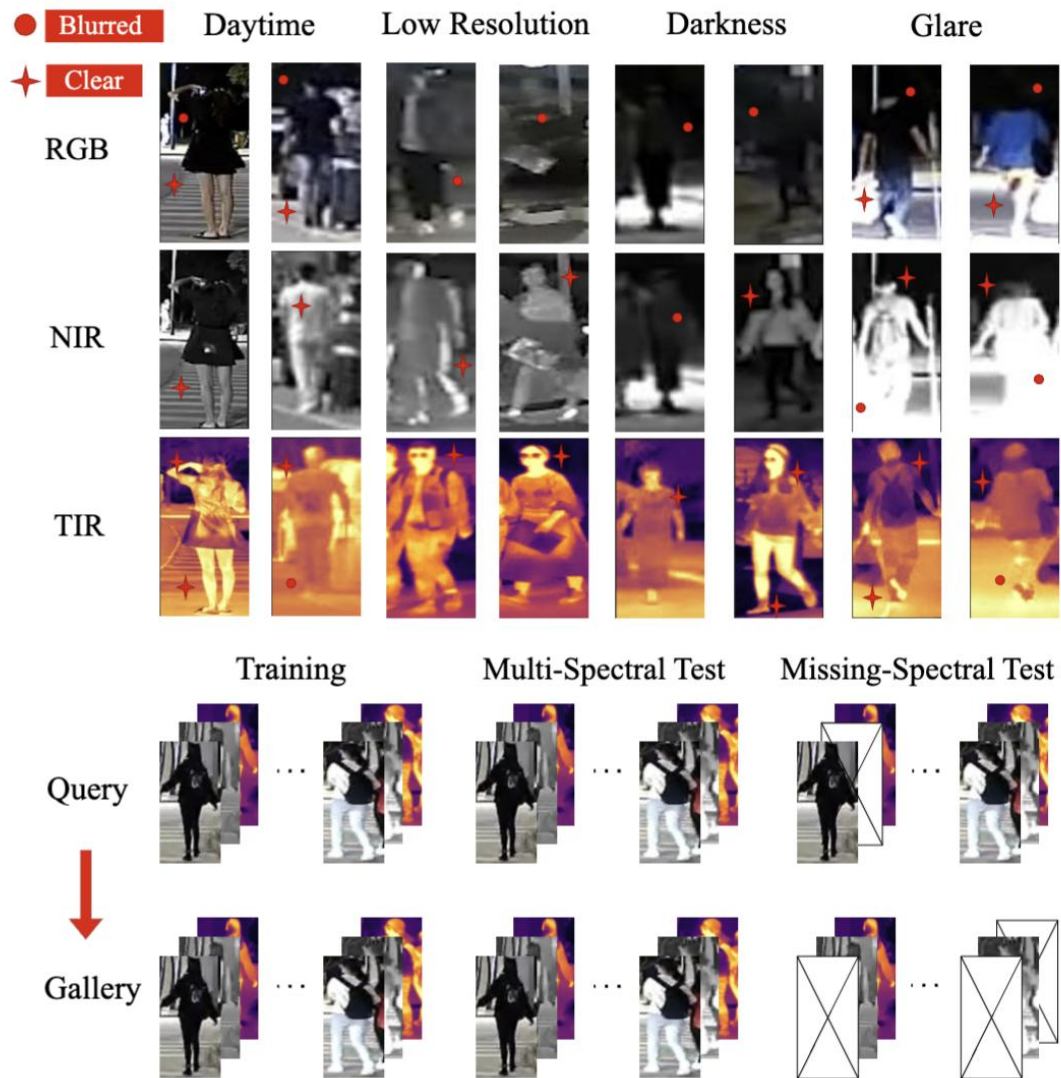 Blurred
Clear
Daytime Low Resolution Darkness Glare
RGB
NIR
TIR
Training Multi-Spectral Test Missing-Spectral Test
Query ... ... ...
Gallery ... ... ...